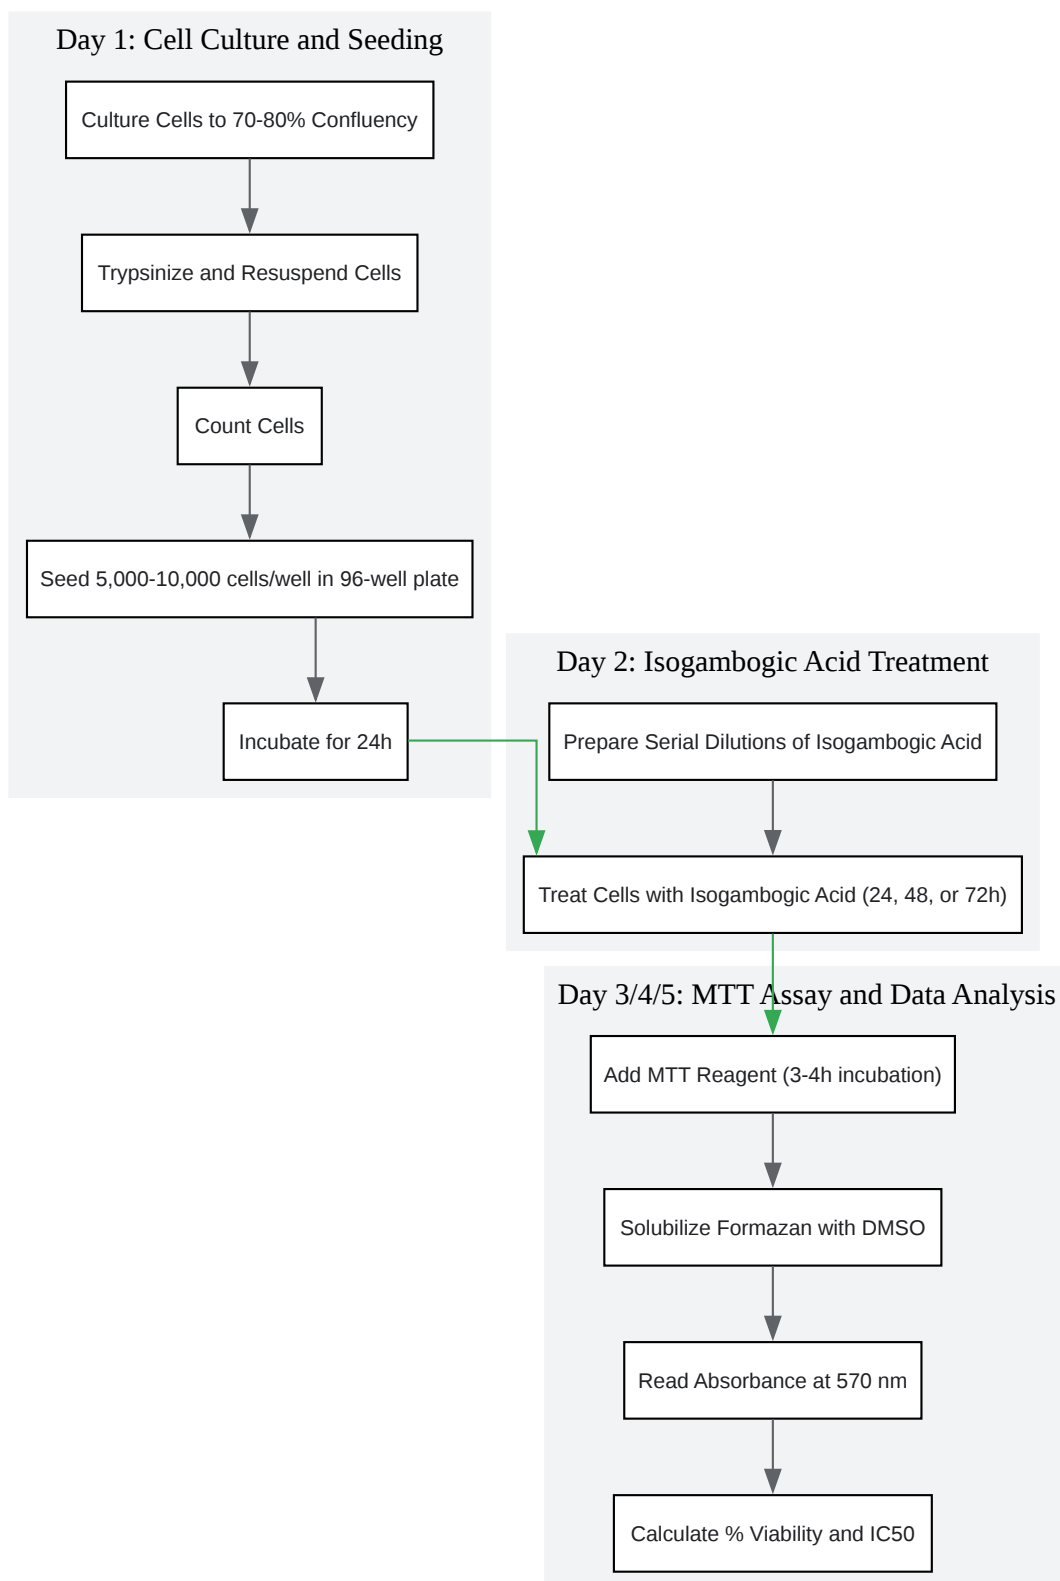 Day 1: Cell Culture and Seeding
Culture Cells to 70-80% Confluency
Trypsinize and Resuspend Cells
Count Cells
Seed 5,000-10,000 cells/well in 96-well plate
Incubate for 24h
Day 2: Isogambogic Acid Treatment
Prepare Serial Dilutions of Isogambogic Acid
Treat Cells with Isogambogic Acid (24, 48, or 72h)
Day 3/4/5: MTT Assay and Data Analysis
Add MTT Reagent (3-4h incubation)
Solubilize Formazan with DMSO
Read Absorbance at 570 nm
Calculate % Viability and IC50